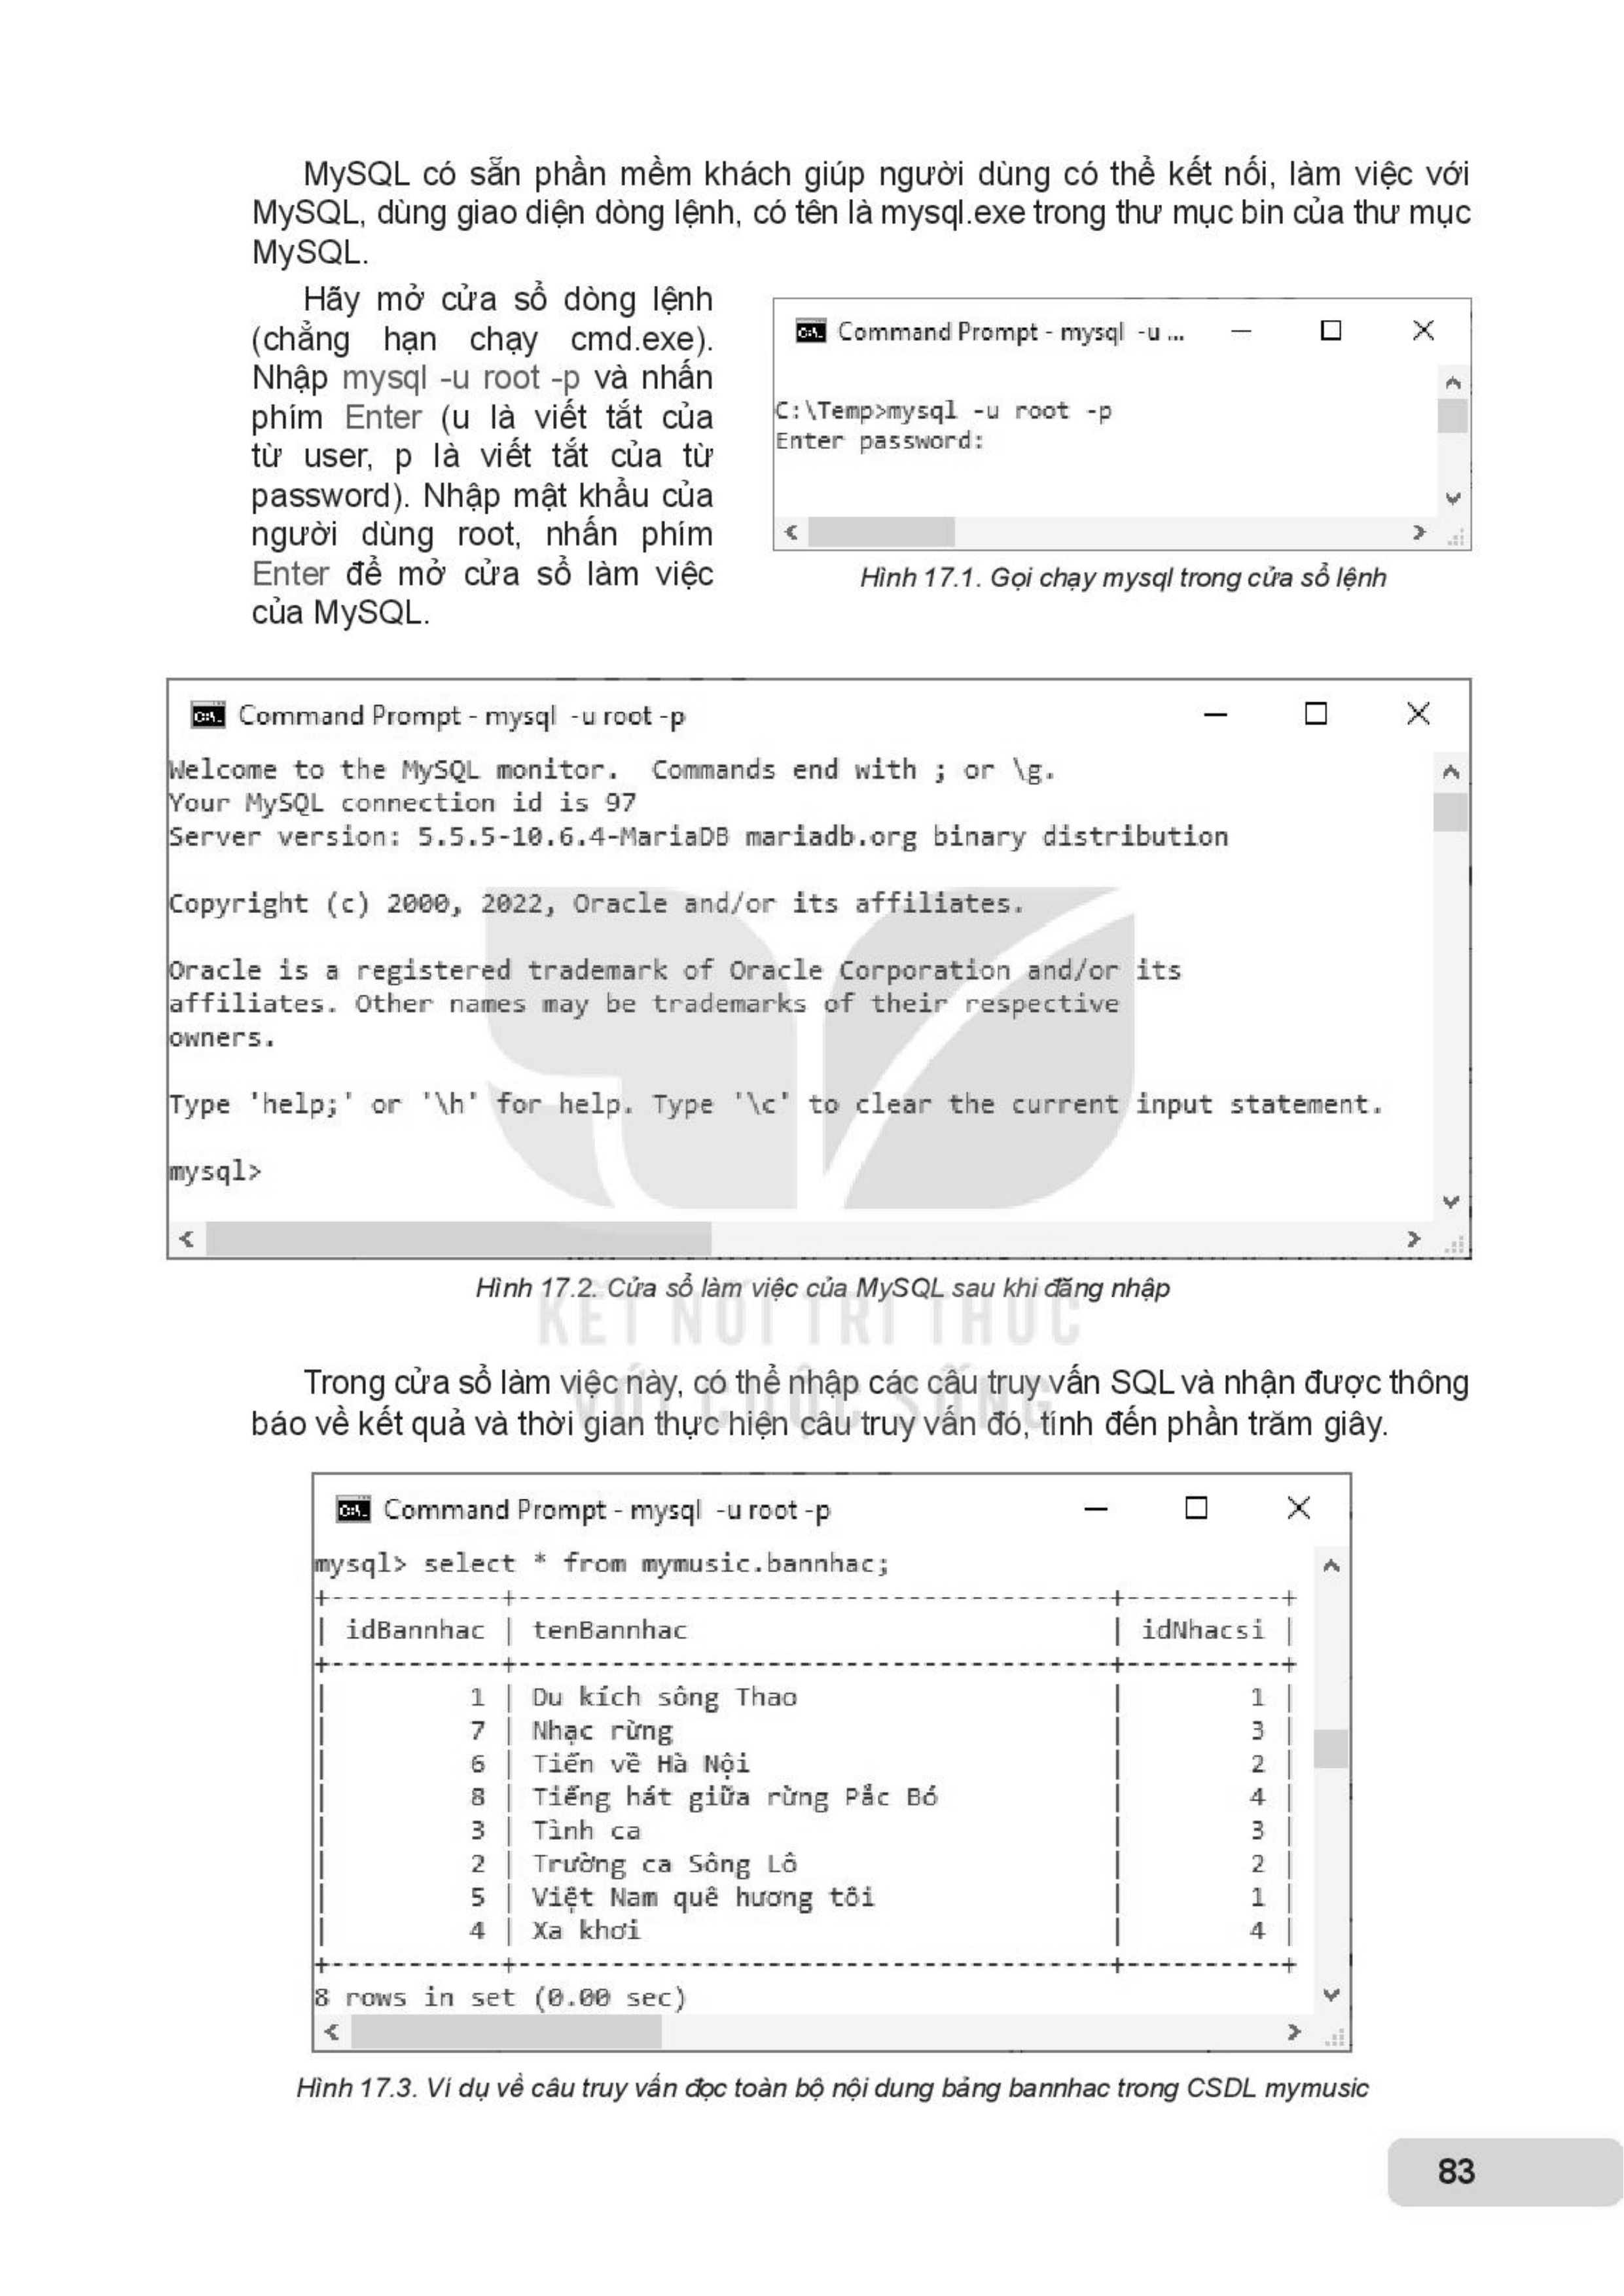 MySQL có sẵn phần mềm khách giúp người dùng có thể kết nối, làm việc với
MySQL, dùng giao diện dòng lệnh, có tên là mysql.exe trong thư mục bin của thư mục
MySQL.
Hãy mở cửa sổ dòng lệnh
(chẳng hạn chạy cmd.exe).
Nhập mysql -u root -p và nhấn
phím Enter (u là viết tắt của
từ user, p là viết tắt của từ
password). Nhập mật khẩu của
người dùng root, nhấn phím
Enter để mở cửa sổ làm việc
của MySQL.
Command Prompt - mysql -u ...
C:\Temp>mysql -u root -p
Enter password:
Hình 17.1. Gọi chạy mysql trong cửa sổ lệnh
Command Prompt - mysql -u root -p
Welcome to the MySQL monitor. Commands end with ; or \g.
Your MySQL connection id is 97
Server version: 5.5.5-10.6.4-MariaDB mariadb.org binary distribution
Copyright (c) 2000, 2022, Oracle and/or its affiliates.
Oracle is a registered trademark of Oracle Corporation and/or its
affiliates. Other names may be trademarks of their respective
owners.
Type 'help;' or '\h' for help. Type '\c' to clear the current input statement.
mysql>
Hình 17.2. Cửa sổ làm việc của MySQL sau khi đăng nhập
KẾT NỐI TRI THỨC
VỚI CUỘC SỐNG
Trong cửa sổ làm việc này, có thể nhập các câu truy vấn SQL và nhận được thông
báo về kết quả và thời gian thực hiện câu truy vấn đó, tính đến phần trăm giây.
Command Prompt - mysql -u root -p
mysql> select * from mymusic.bannhac;
| idBannhac | tenBannhac | idNhacsi |
| 1 | Du kích sông Thao | 1 |
| 7 | Nhạc rừng | 3 |
| 6 | Tiến về Hà Nội | 2 |
| 8 | Tiếng hát giữa rừng Pắc Bó | 4 |
| 3 | Tình ca | 3 |
| 2 | Trường ca Sông Lô | 2 |
| 5 | Việt Nam quê hương tôi | 1 |
| 4 | Xa khơi | 4 |
8 rows in set (0.00 sec)
Hình 17.3. Ví dụ về câu truy vấn đọc toàn bộ nội dung bảng bannhac trong CSDL mymusic
83